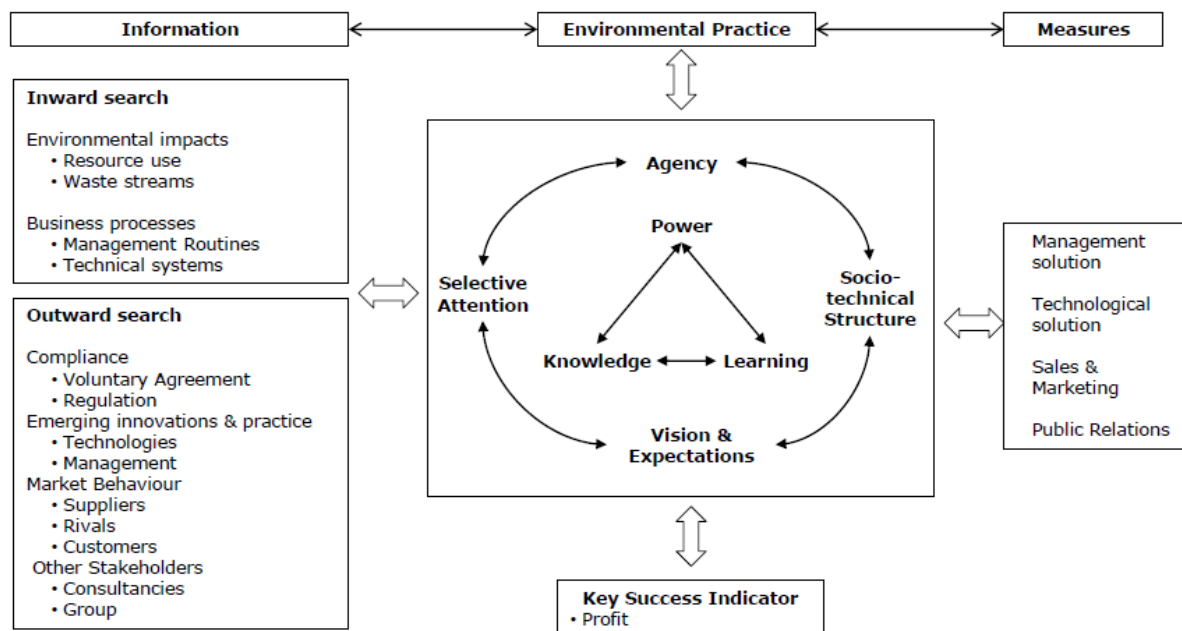 Information
Environmental Practice
Measures
Inward search
Environmental impacts
• Resource use
• Waste streams
Business processes
• Management Routines
• Technical systems
Outward search
Compliance
• Voluntary Agreement
• Regulation
Emerging innovations & practice
• Technologies
• Management
Market Behaviour
• Suppliers
• Rivals
• Customers
Other Stakeholders
• Consultancies
• Group
Agency
Power
Selective
Attention
Socio-
technical
Structure
Knowledge
Learning
Vision &
Expectations
Management
solution
Technological
solution
Sales &
Marketing
Public Relations
Key Success Indicator
• Profit